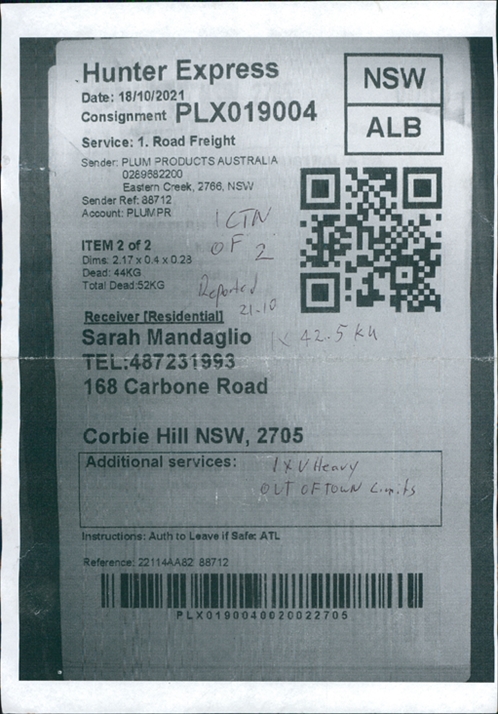 Hunter Express
NSW
ALB
Date: 18/10/2021
Consignment PLX019004
Service: 1. Road Freight
Sender: PLUM PRODUCTS AUSTRALIA
0289682200
Eastern Creek, 2766, NSW
Sender Ref: 88712
Account: PLUMPR
1 CTN
OF 2
ITEM 2 of 2
Dims: 2.17 x 0.4 x 0.23
Dead: 44KG
Total Dead:52KG
Reported
21-10
Receiver [Residential]
Sarah Mandaglio
42.5 KM
TEL:487231993
168 Carbone Road
Corbie Hill NSW, 2705
Additional services:
1 x V Heavy
OUT OF TOWN Limits
Instructions: Auth to Leave if Safe: ATL
Reference: 22114AA82 88712
PLX0190040020022705